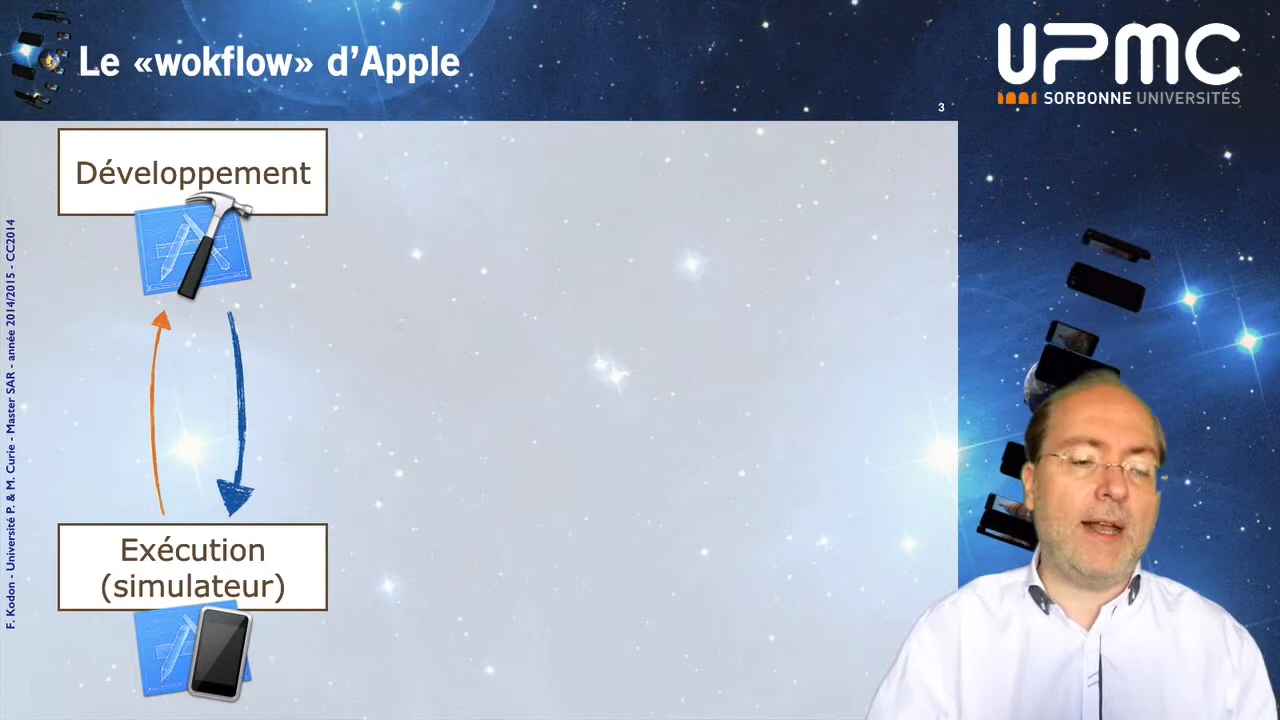 Le «wokflow» d'Apple
UPMC
SORBONNE UNIVERSITÉS
3
Développement
Exécution
(simulateur)
F. Kodon - Université P. & M. Curie - Master SAR - année 2014/2015 - CC2014